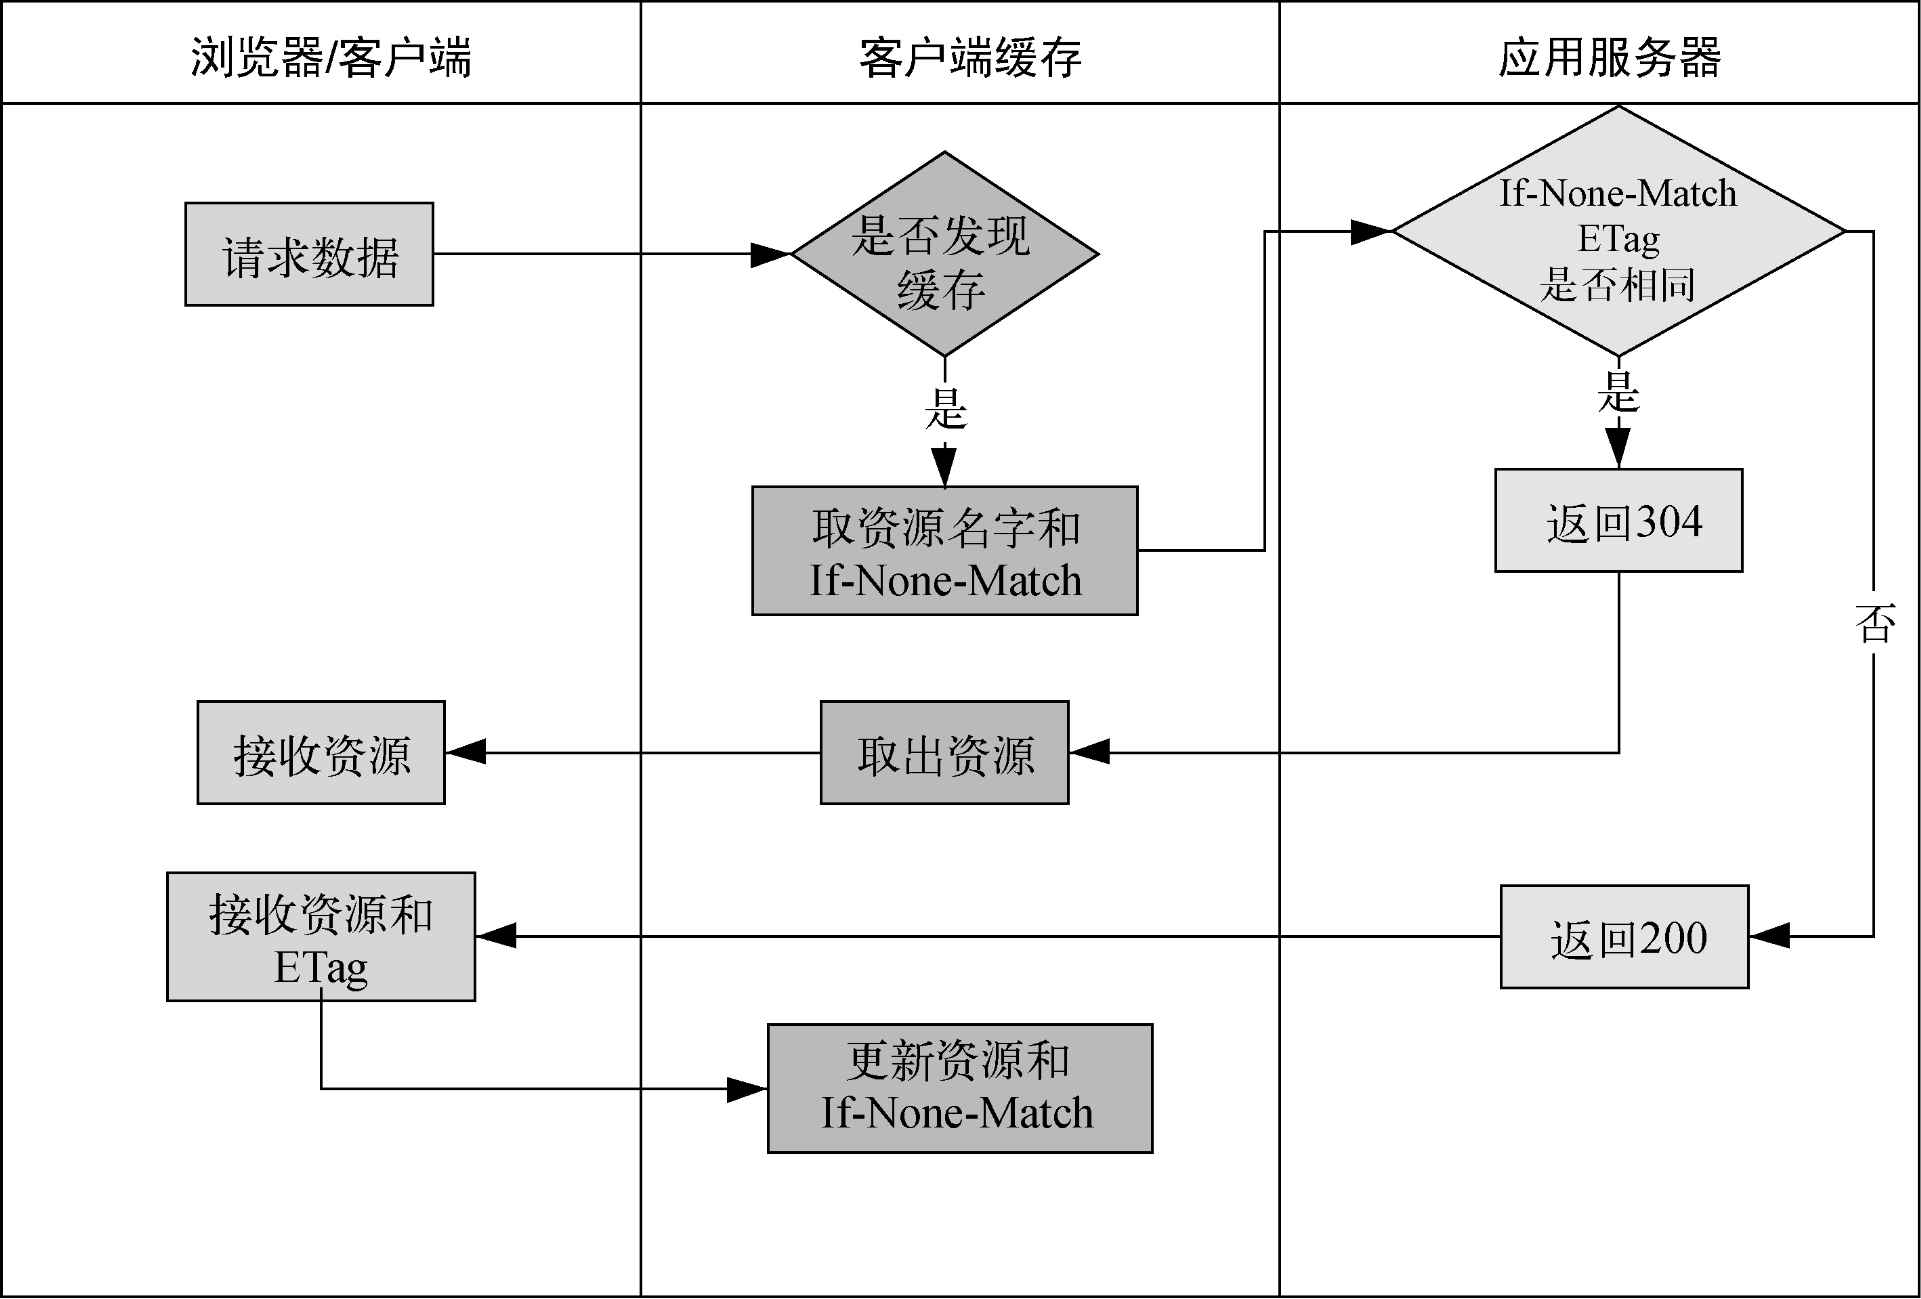 浏览器/客户端
客户端缓存
应用服务器
请求数据
是否发现
缓存
If-None-Match
ETag
是否相同
是
是
取资源名字和
If-None-Match
返回304
否
接收资源
取出资源
接收资源和
ETag
返回200
更新资源和
If-None-Match